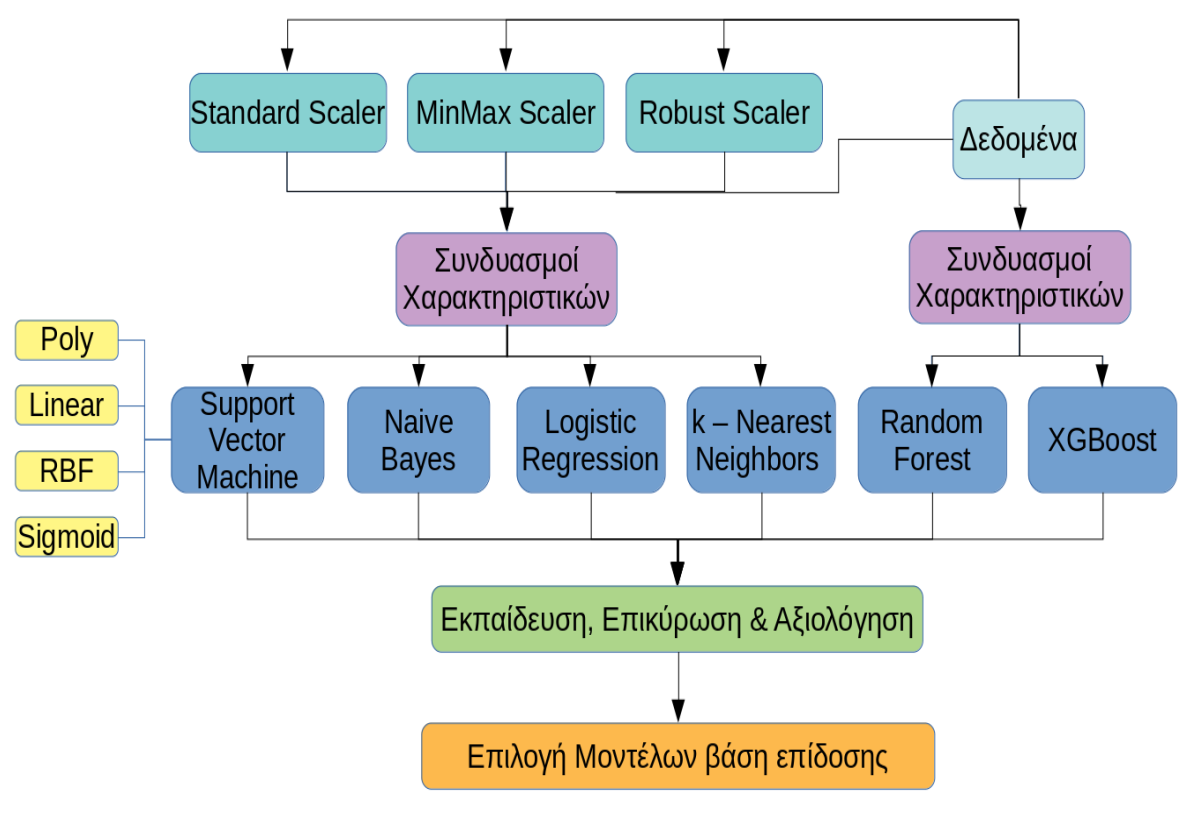 Standard Scaler
MinMax Scaler
Robust Scaler
Δεδομένα
Συνδυασμοί
Χαρακτηριστικών
Συνδυασμοί
Χαρακτηριστικών
Poly
Linear
RBF
Sigmoid
Support
Vector
Machine
Naive
Bayes
Logistic
Regression
k – Nearest
Neighbors
Random
Forest
XGBoost
Εκπαίδευση, Επικύρωση & Αξιολόγηση
Επιλογή Μοντέλων βάση επίδοσης